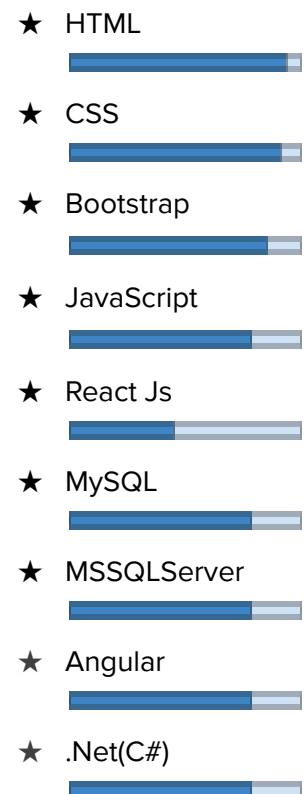 ★ HTML
★ CSS
★ Bootstrap
★ JavaScript
★ React Js
★ MySQL
★ MSSQLServer
★ Angular
★ .Net(C#)